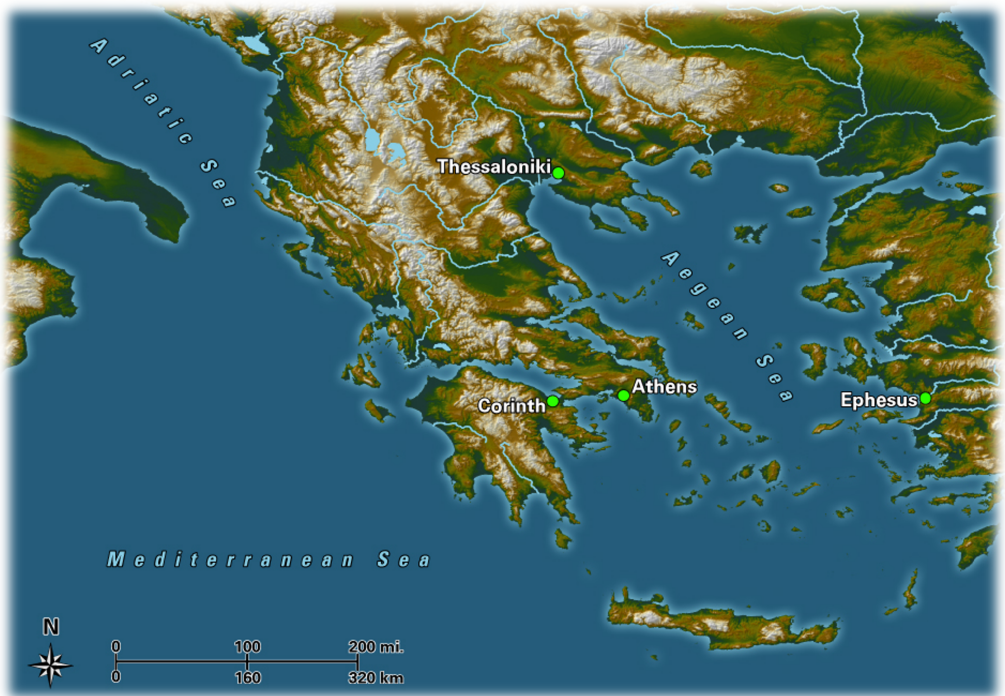 Adriatic Sea
Thessaloniki
Aegean Sea
Athens
Corinth
Ephesus
Mediterranean Sea
N
0 100 200 mi.
0 160 320 km